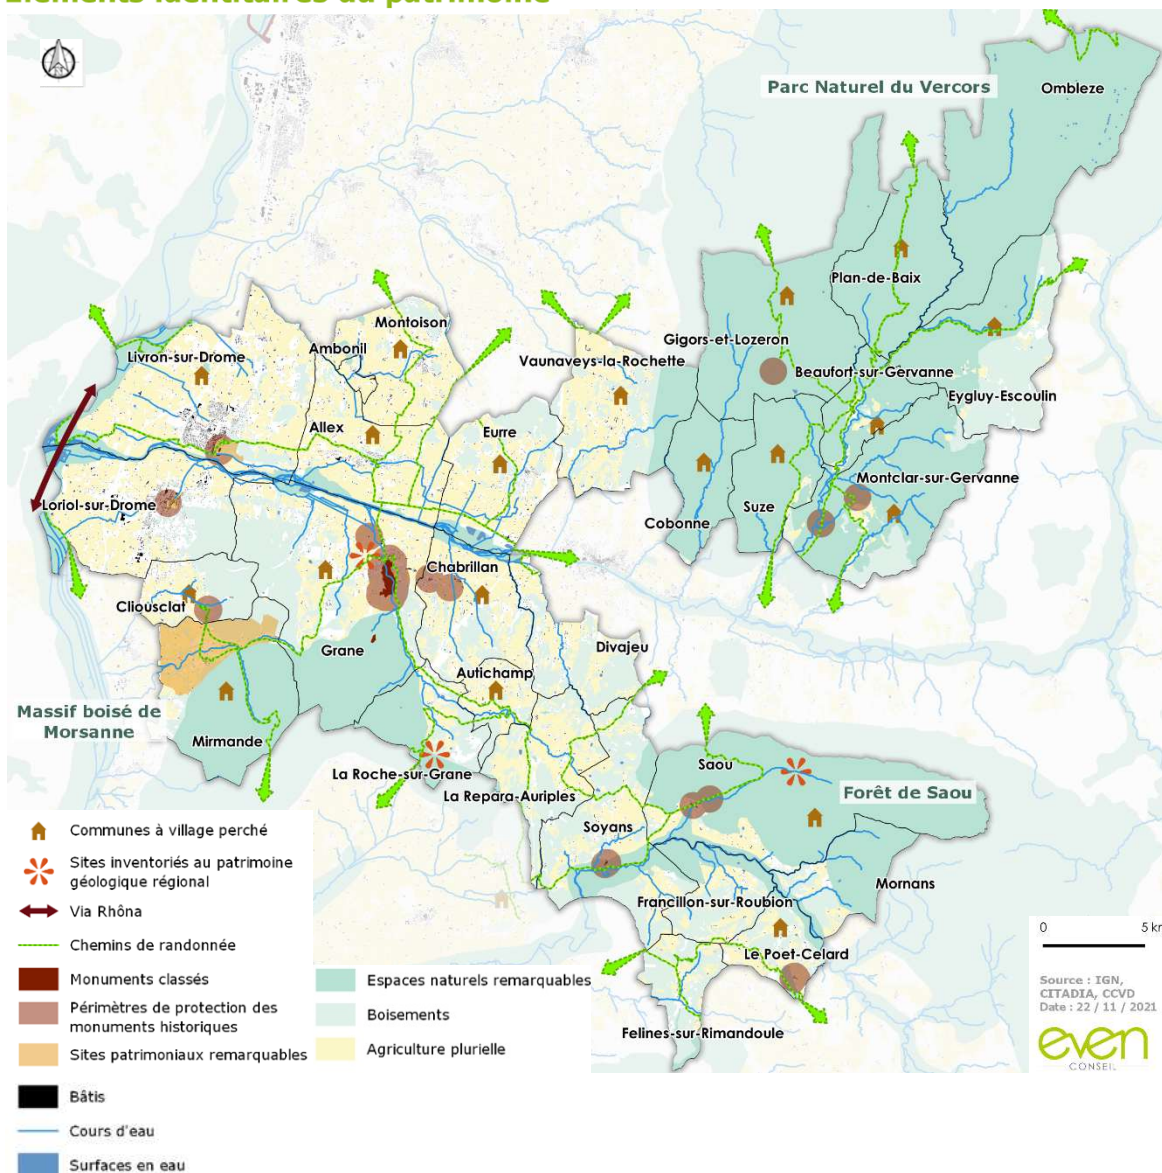 Eléments identitaires du patrimoine
Parc Naturel du Vercors
Ombleze
Plan-de-Baix
Montoison
Gigors-et-Lozeron
Livron-sur-Drome
Ambonil
Vaunaveys-la-Rochette
Beaufort-sur-Gervanne
Eygluy-Escoulin
Allex
Eurre
Montclar-sur-Gervanne
Loriol-sur-Drome
Suze
Cobonne
Chabrillan
Cliousclat
Divajeu
Grane
Autichamp
Massif boisé de
Morsanne
Mirmande
Saou
La Roche-sur-Grane
La Repara-Auriples
Forêt de Saou
Soyans
Mornans
Francillon-sur-Roubion
Le Poet-Celard
Felines-sur-Rimandoule
Communes à village perché
Sites inventoriés au patrimoine
géologique régional
Via Rhôna
Chemins de randonnée
Monuments classés
Périmètres de protection des
monuments historiques
Sites patrimoniaux remarquables
Bâtis
Cours d'eau
Surfaces en eau
Espaces naturels remarquables
Boisements
Agriculture plurielle
0 5 km
Source : IGN,
CITADIA, CCVD
Date : 22 / 11 / 2021
even
CONSEIL